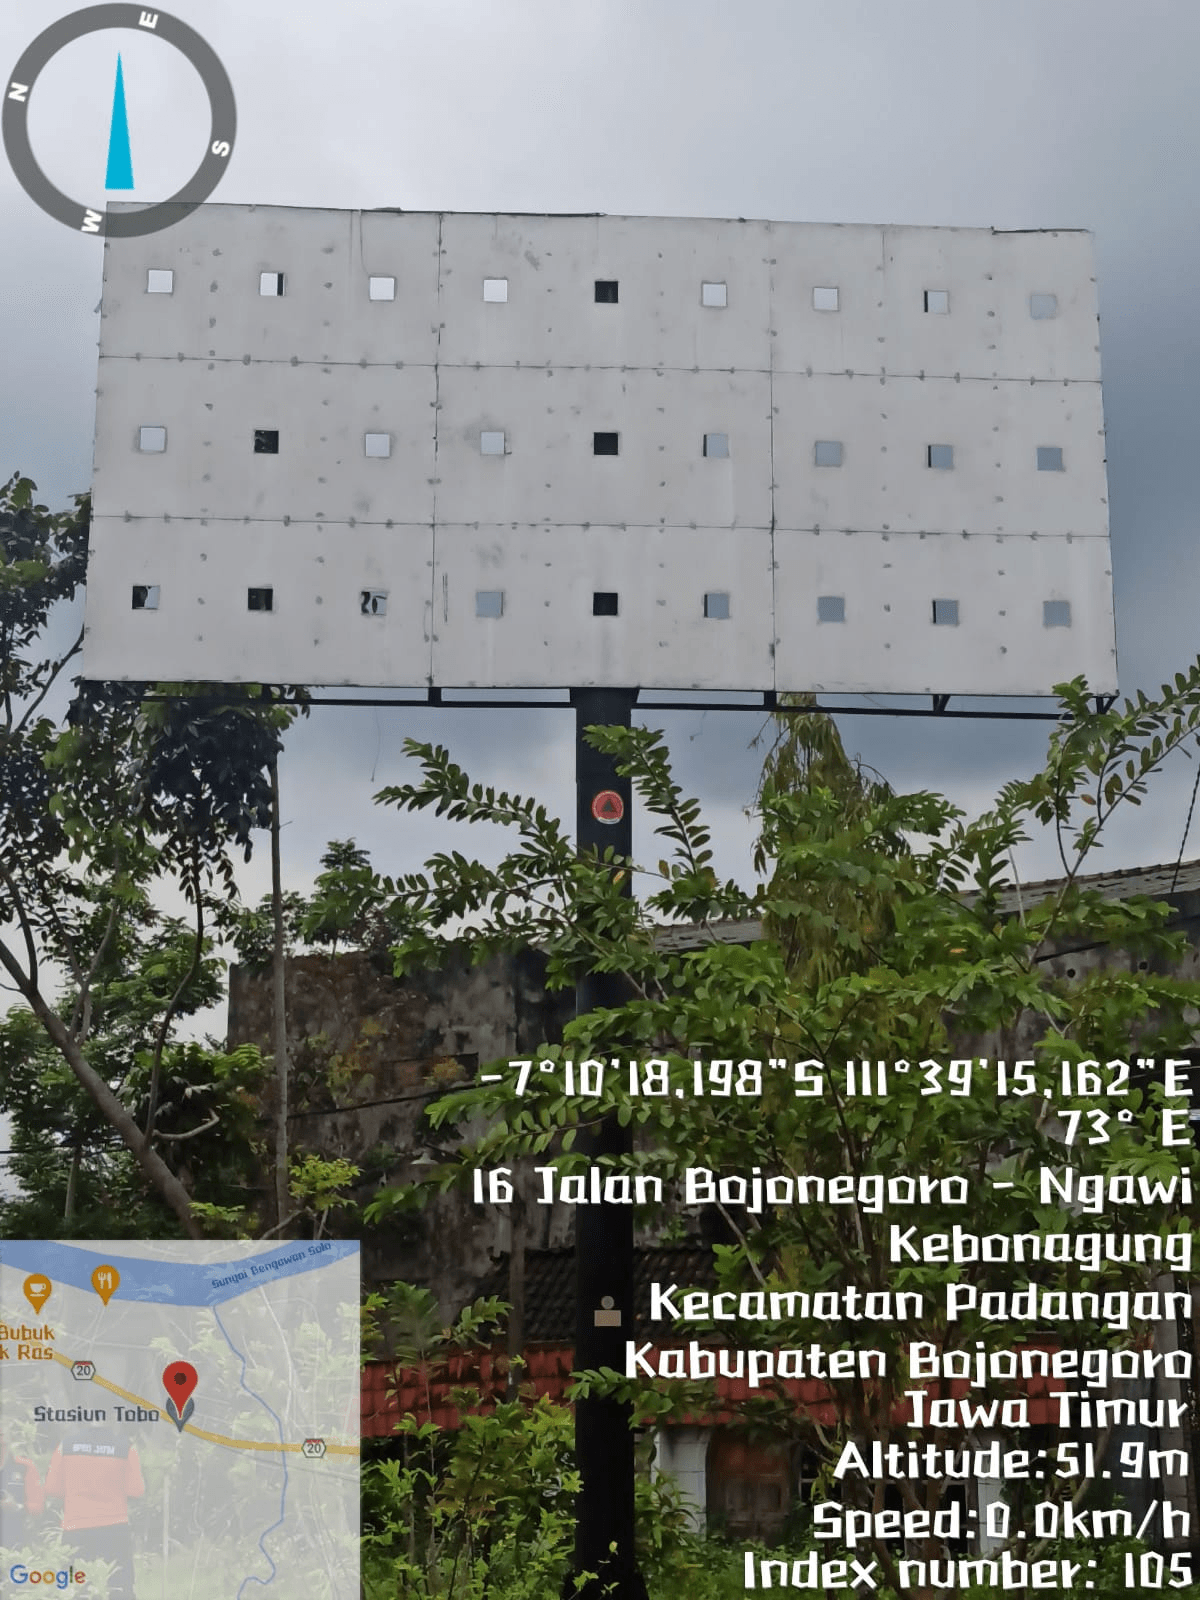 E
N
S
W
-7°10'18,198"S 111°39'15,162"E
73° E
16 Jalan Bojonegoro - Ngawi
Kebonagung
Kecamatan Padangan
Kabupaten Bojonegoro
Jawa Timur
Altitude:51.9m
Speed:0.0km/h
Index number: 105
Sungai Bengawan Solo
Bubuk
k Ras
20
Stasiun Tobo
20
BPBD JATIM
Google